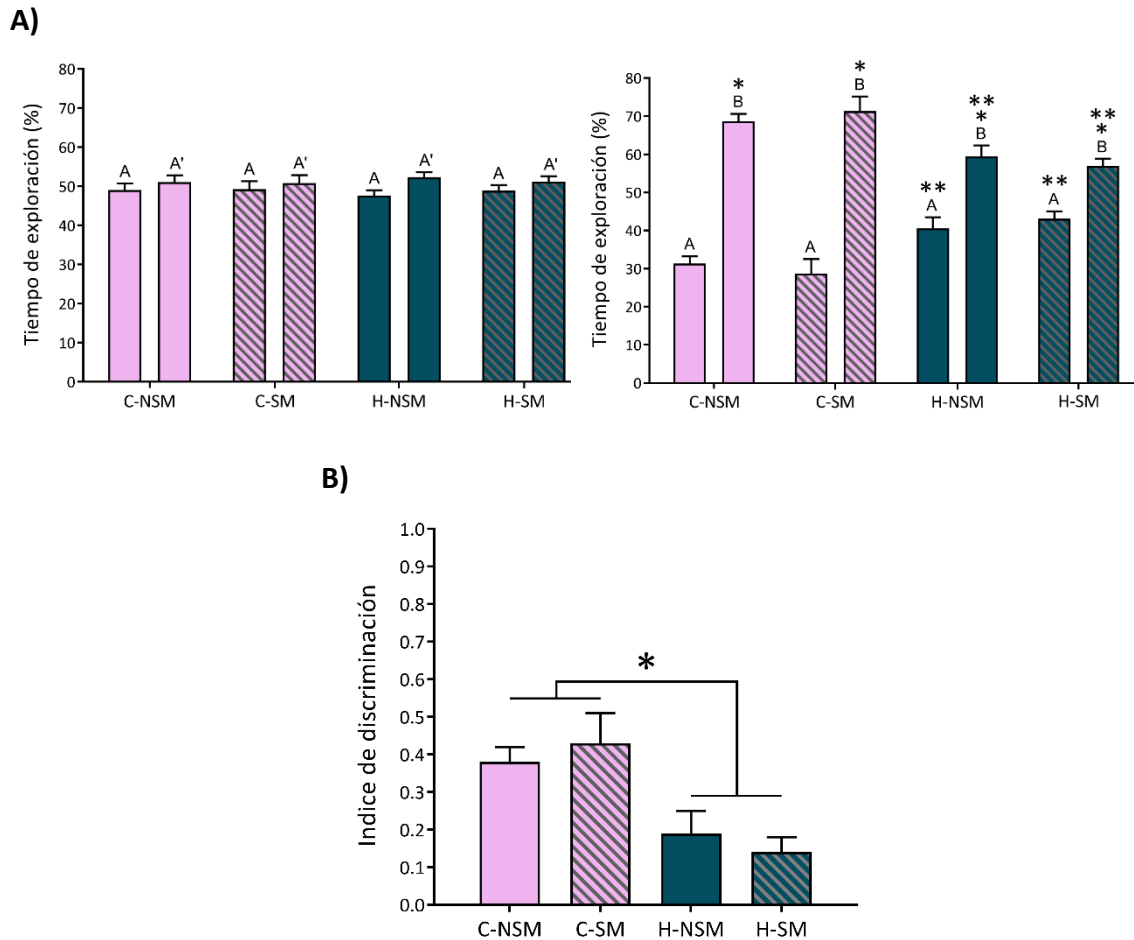 A)
Tiempo de exploración (%)
80
70
60
50
40
30
20
10
0
A A' A A' A A' A A'
C-NSM C-SM H-NSM H-SM
Tiempo de exploración (%)
80
70
60
50
40
30
20
10
0
* * ** **
B B * *
B B
** **
A A A A
C-NSM C-SM H-NSM H-SM
B)
Indice de discriminación
1.0
0.9
0.8
0.7
0.6
0.5
0.4
0.3
0.2
0.1
0.0
*
C-NSM C-SM H-NSM H-SM